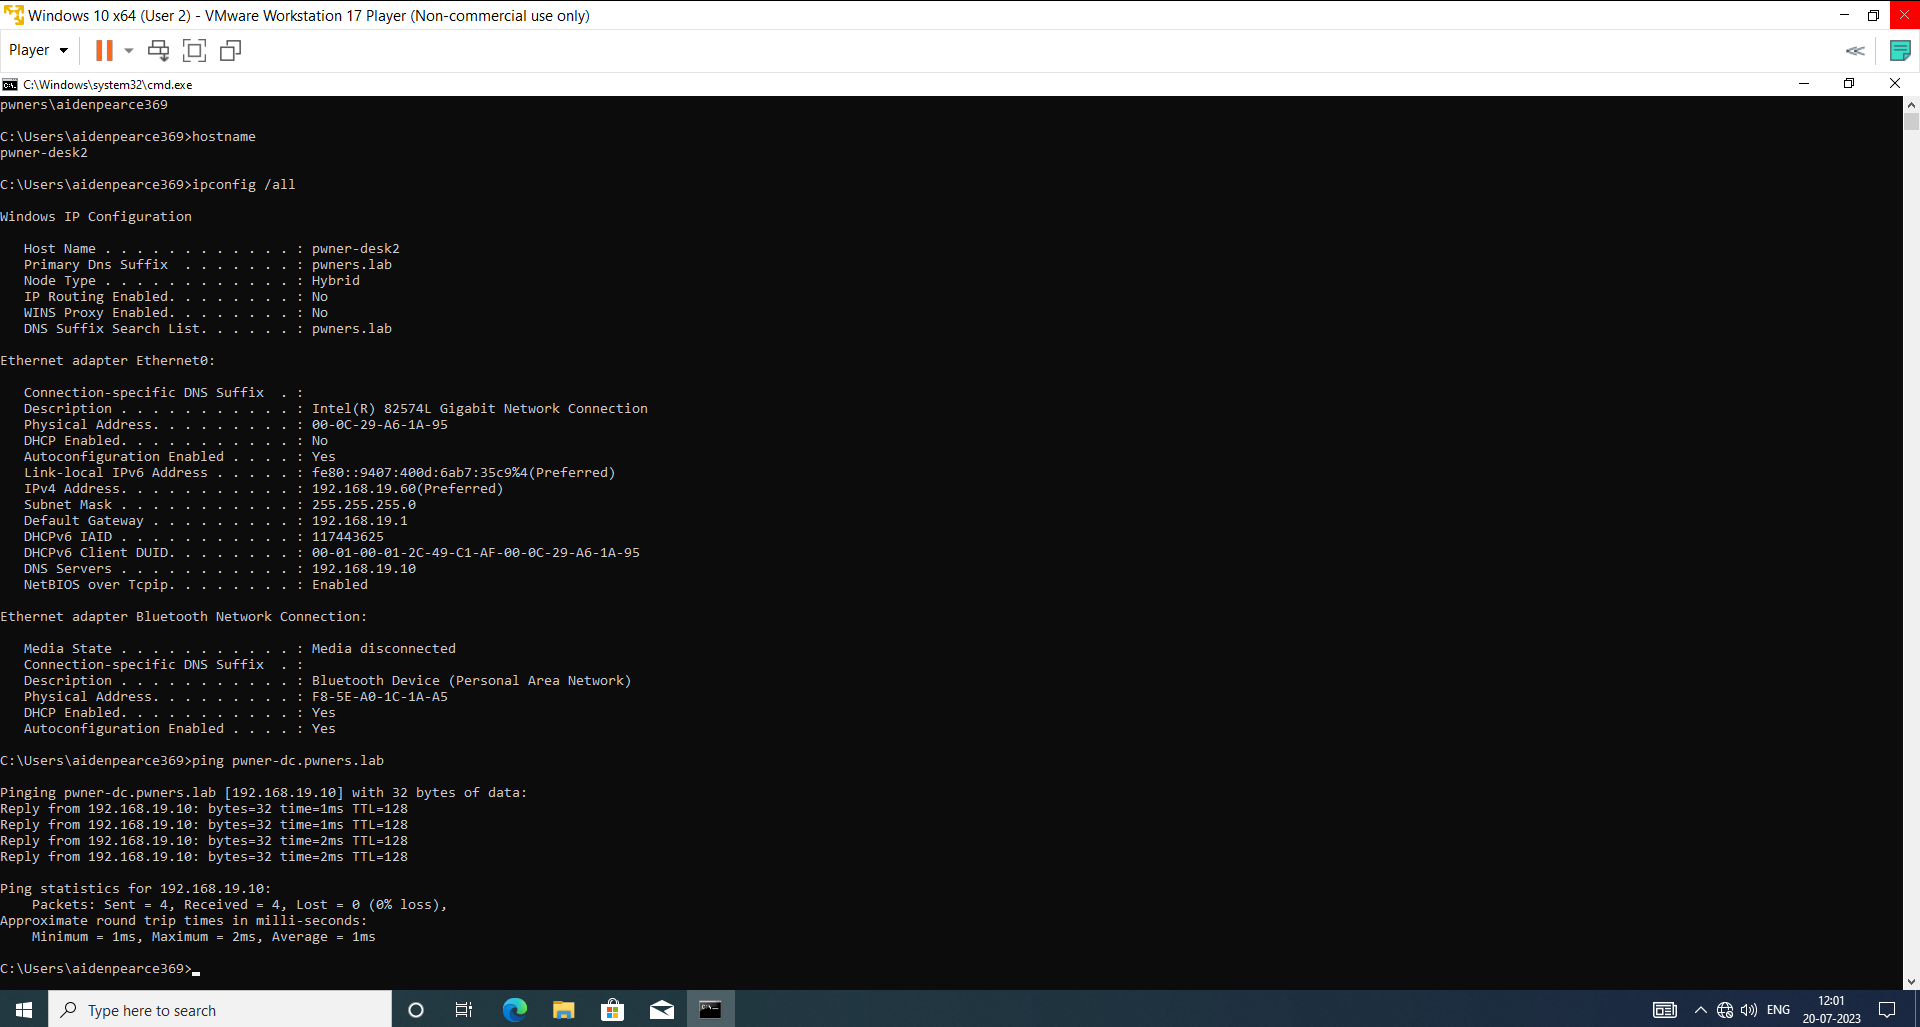 Windows 10 x64 (User 2) - VMware Workstation 17 Player (Non-commercial use only)
Player
C:\Windows\system32\cmd.exe
pwners\aidenpearce369
C:\Users\aidenpearce369>hostname
pwner-desk2
C:\Users\aidenpearce369>ipconfig /all
Windows IP Configuration
   Host Name . . . . . . . . . . . . : pwner-desk2
   Primary Dns Suffix  . . . . . . . : pwners.lab
   Node Type . . . . . . . . . . . . : Hybrid
   IP Routing Enabled. . . . . . . . : No
   WINS Proxy Enabled. . . . . . . . : No
   DNS Suffix Search List. . . . . . : pwners.lab
Ethernet adapter Ethernet0:
   Connection-specific DNS Suffix  . :
   Description . . . . . . . . . . . : Intel(R) 82574L Gigabit Network Connection
   Physical Address. . . . . . . . . : 00-0C-29-A6-1A-95
   DHCP Enabled. . . . . . . . . . . : No
   Autoconfiguration Enabled . . . . : Yes
   Link-local IPv6 Address . . . . . : fe80::9407:400d:6ab7:35c9%4(Preferred)
   IPv4 Address. . . . . . . . . . . : 192.168.19.60(Preferred)
   Subnet Mask . . . . . . . . . . . : 255.255.255.0
   Default Gateway . . . . . . . . . : 192.168.19.1
   DHCPv6 IAID . . . . . . . . . . . : 117443625
   DHCPv6 Client DUID. . . . . . . . : 00-01-00-01-2C-49-C1-AF-00-0C-29-A6-1A-95
   DNS Servers . . . . . . . . . . . : 192.168.19.10
   NetBIOS over Tcpip. . . . . . . . : Enabled
Ethernet adapter Bluetooth Network Connection:
   Media State . . . . . . . . . . . : Media disconnected
   Connection-specific DNS Suffix  . :
   Description . . . . . . . . . . . : Bluetooth Device (Personal Area Network)
   Physical Address. . . . . . . . . : F8-5E-A0-1C-1A-A5
   DHCP Enabled. . . . . . . . . . . : Yes
   Autoconfiguration Enabled . . . . : Yes
C:\Users\aidenpearce369>ping pwner-dc.pwners.lab
Pinging pwner-dc.pwners.lab [192.168.19.10] with 32 bytes of data:
Reply from 192.168.19.10: bytes=32 time=1ms TTL=128
Reply from 192.168.19.10: bytes=32 time=1ms TTL=128
Reply from 192.168.19.10: bytes=32 time=2ms TTL=128
Reply from 192.168.19.10: bytes=32 time=2ms TTL=128
Ping statistics for 192.168.19.10:
    Packets: Sent = 4, Received = 4, Lost = 0 (0% loss),
Approximate round trip times in milli-seconds:
    Minimum = 1ms, Maximum = 2ms, Average = 1ms
C:\Users\aidenpearce369>
Type here to search
ENG
12:01
20-07-2023